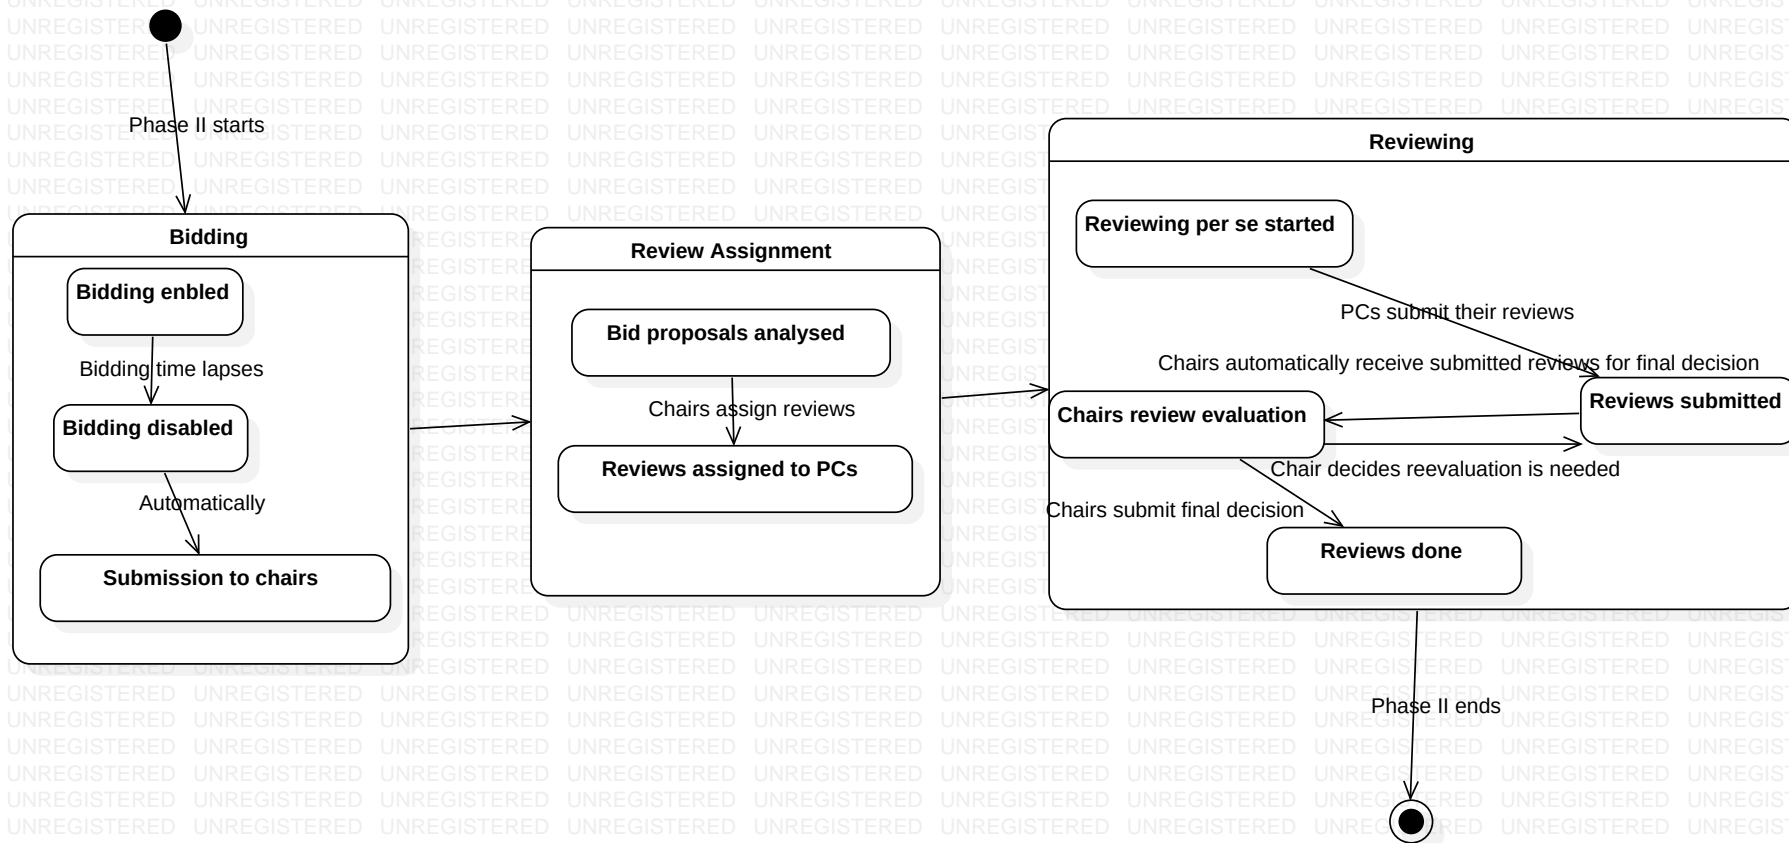 Phase II starts
Bidding
Bidding enbled
Bidding time lapses
Bidding disabled
Automatically
Submission to chairs
Review Assignment
Bid proposals analysed
Chairs assign reviews
Reviews assigned to PCs
Reviewing
Reviewing per se started
PCs submit their reviews
Chairs automatically receive submitted reviews for final decision
Chairs review evaluation
Reviews submitted
Chair decides reevaluation is needed
Chairs submit final decision
Reviews done
Phase II ends
UNREGISTERED